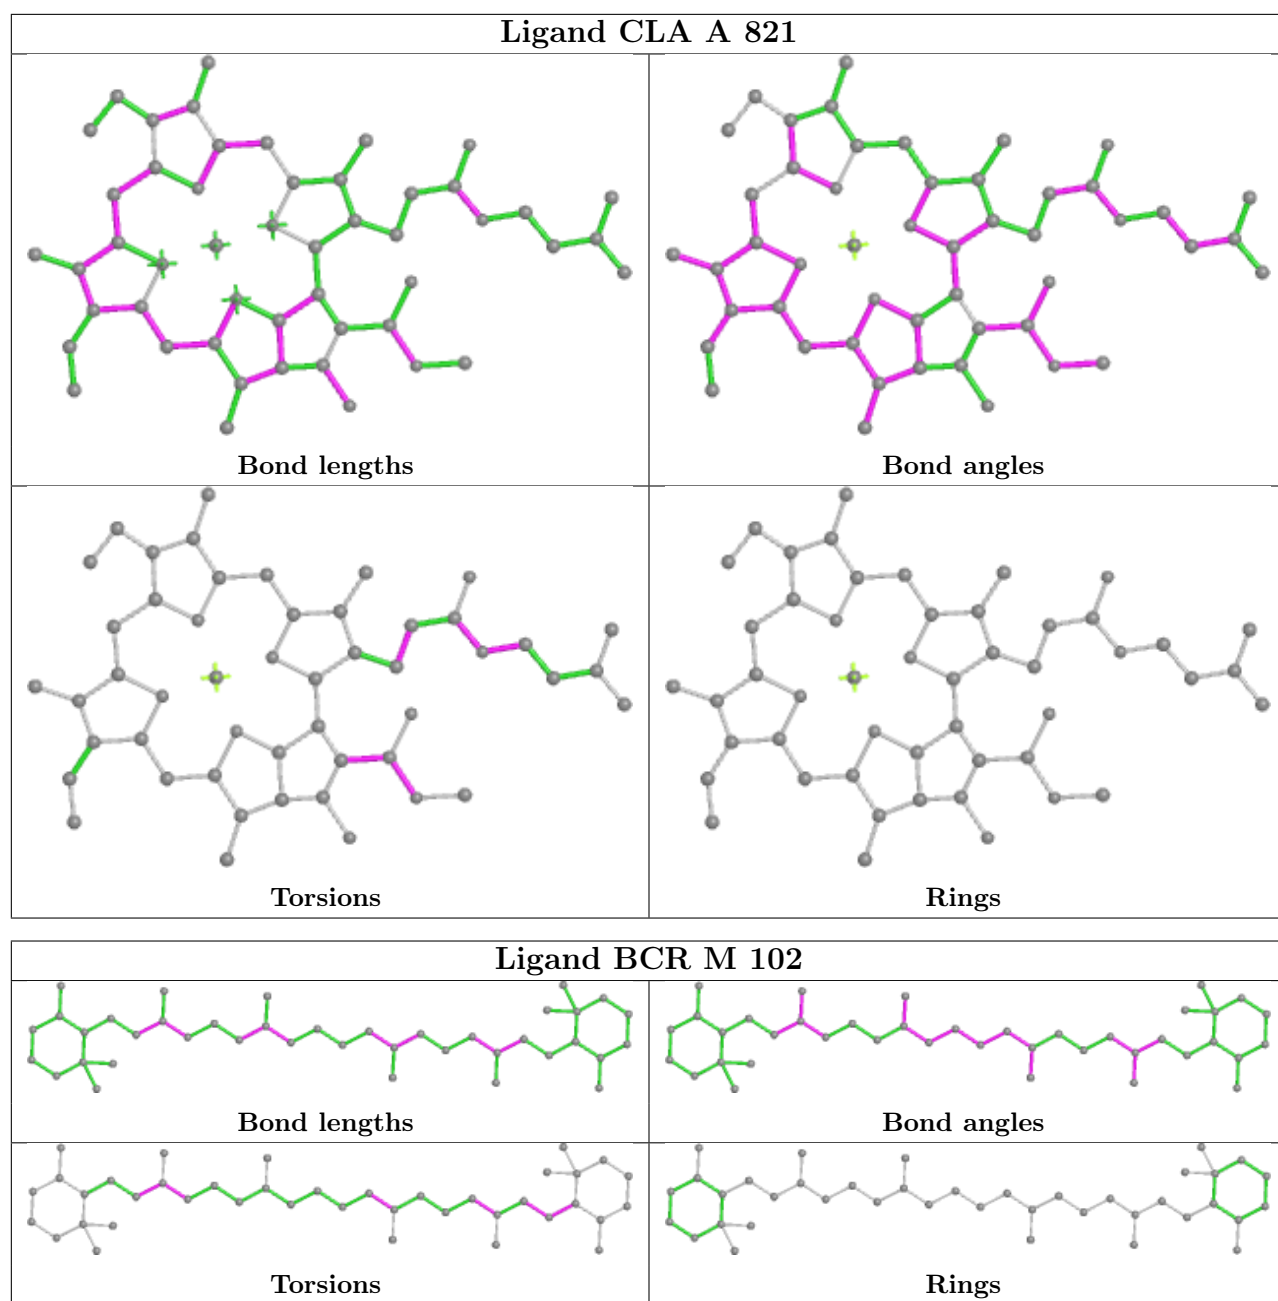 Ligand CLA A 821
Bond lengths
Bond angles
Torsions
Rings
Ligand BCR M 102
Bond lengths
Bond angles
Torsions
Rings